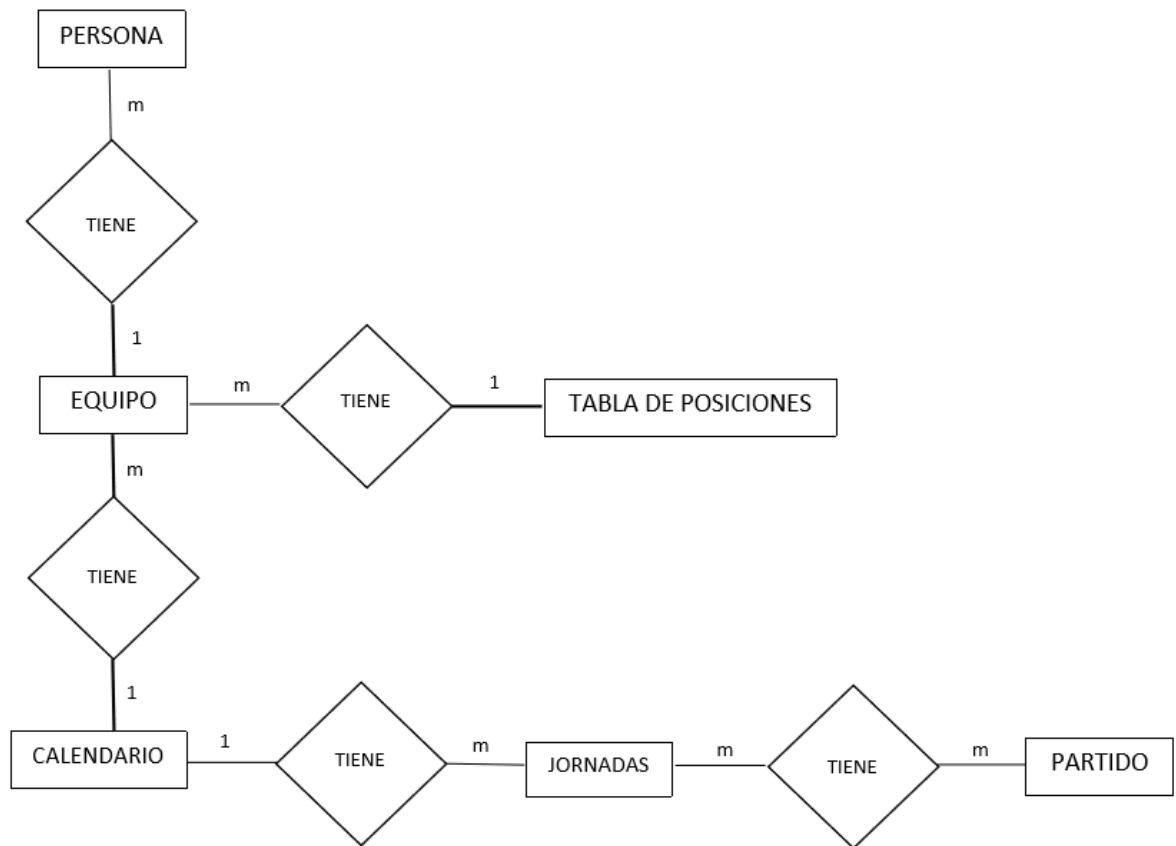 PERSONA
m
TIENE
1
EQUIPO
m
TIENE
1
TABLA DE POSICIONES
m
TIENE
1
CALENDARIO
1
TIENE
m
JORNADAS
m
TIENE
m
PARTIDO